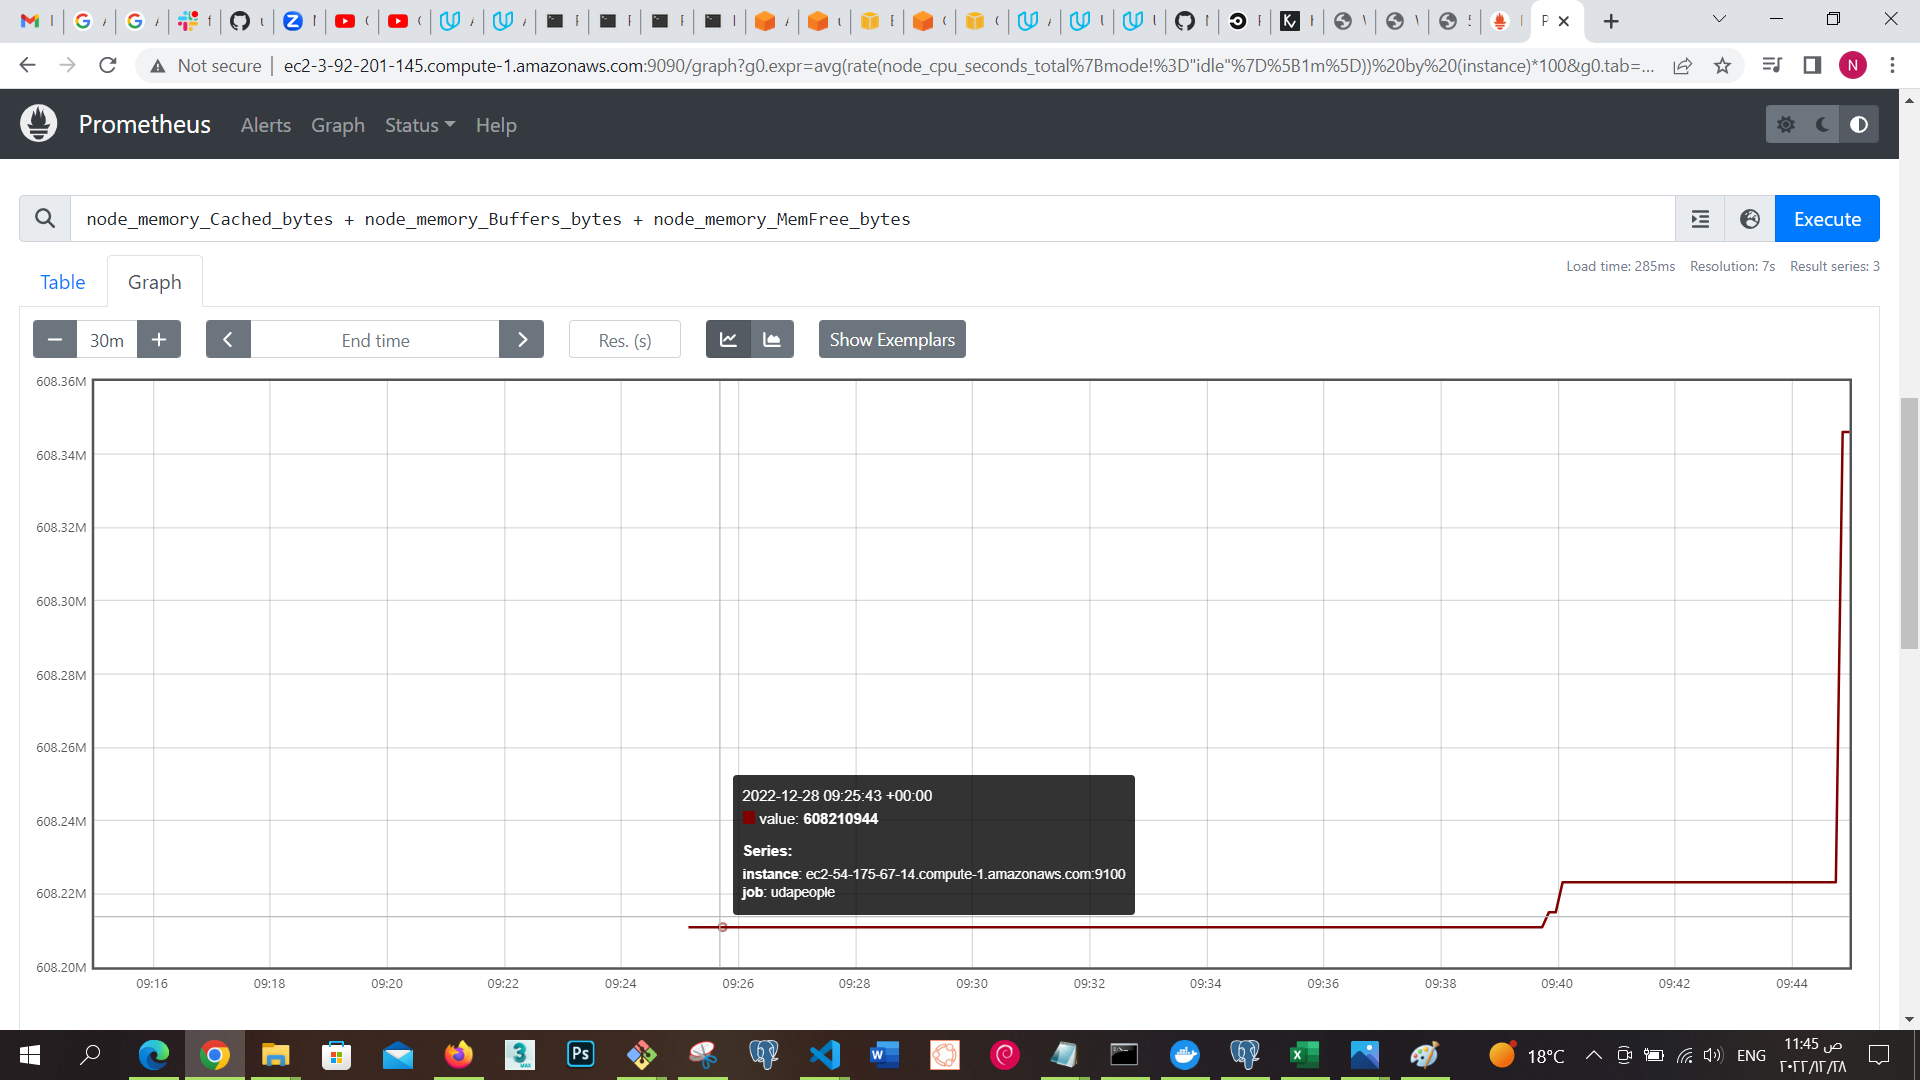 Not secure ec2-3-92-201-145.compute-1.amazonaws.com:9090/graph?g0.expr=avg(rate(node_cpu_seconds_total%7Bmode!%3D"idle"%7D%5B1m%5D))%20by%20(instance)*100&g0.tab=... N
Prometheus Alerts Graph Status Help
node_memory_Cached_bytes + node_memory_Buffers_bytes + node_memory_MemFree_bytes Execute
Load time: 285ms Resolution: 7s Result series: 3
Table Graph
30m End time Res. (s) Show Exemplars
608.36M
608.34M
608.32M
608.30M
608.28M
608.26M
608.24M
608.22M
608.20M
2022-12-28 09:25:43 +00:00
value: 608210944
Series:
instance: ec2-54-175-67-14.compute-1.amazonaws.com:9100
job: udapeople
09:16 09:18 09:20 09:22 09:24 09:26 09:28 09:30 09:32 09:34 09:36 09:38 09:40 09:42 09:44
18°C ENG
11:45 ص
٢٠٢٢/١٢/٢٨